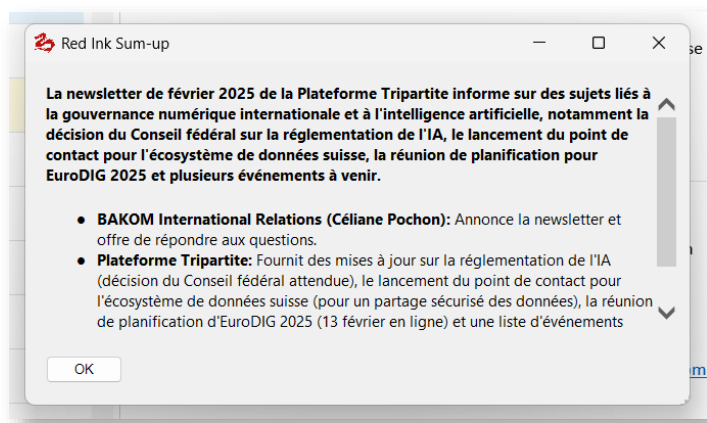 Red Ink Sum-up
se
La newsletter de février 2025 de la Plateforme Tripartite informe sur des sujets liés à
la gouvernance numérique internationale et à l'intelligence artificielle, notamment la
décision du Conseil fédéral sur la réglementation de l'IA, le lancement du point de
contact pour l'écosystème de données suisse, la réunion de planification pour
EuroDIG 2025 et plusieurs événements à venir.
● BAKOM International Relations (Céliane Pochon): Annonce la newsletter et
offre de répondre aux questions.
● Plateforme Tripartite: Fournit des mises à jour sur la réglementation de l'IA
(décision du Conseil fédéral attendue), le lancement du point de contact pour
l'écosystème de données suisse (pour un partage sécurisé des données), la réunion
de planification d'EuroDIG 2025 (13 février en ligne) et une liste d'événements
OK
om